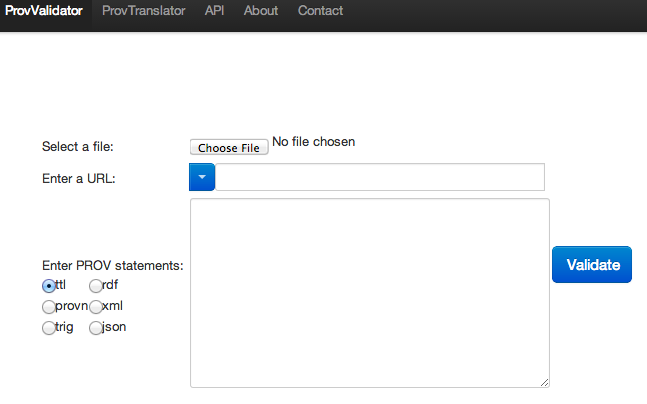 ProvValidator ProvTranslator API About Contact
Select a file: Choose File No file chosen
Enter a URL:
Enter PROV statements:
ttl rdf
provn xml
trig json
Validate